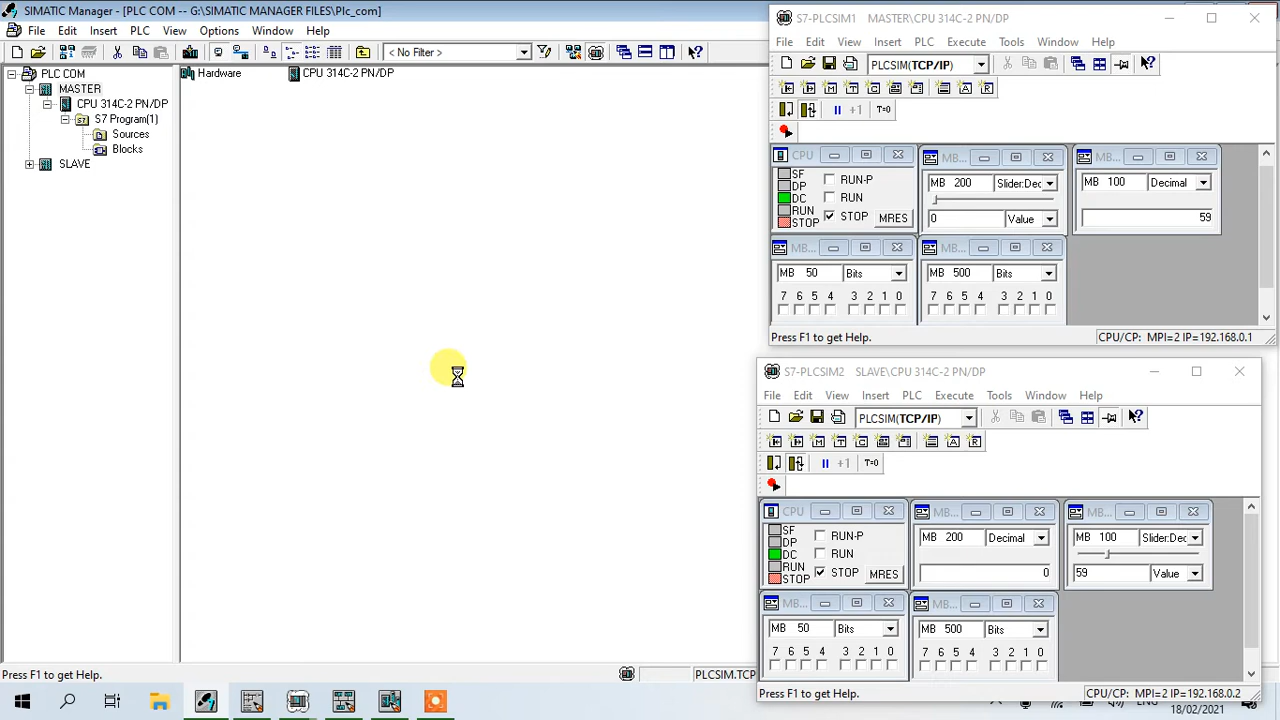 SIMATIC Manager - [PLC COM -- G:\SIMATIC MANAGER FILES\Plc_com]
File Edit Insert PLC View Options Window Help
< No Filter >
PLC COM
MASTER
CPU 314C-2 PN/DP
S7 Program(1)
Sources
Blocks
SLAVE
Hardware
CPU 314C-2 PN/DP
Press F1 to get Help.
PLCSIM.TCP
S7-PLCSIM1 MASTER\CPU 314C-2 PN/DP
File Edit View Insert PLC Execute Tools Window Help
PLCSIM(TCP/IP)
+1 T=0
CPU
SF
DP
DC
RUN
STOP
RUN-P
RUN
STOP MRES
MB...
MB 200 Slider:Dec
0 Value
MB...
MB 100 Decimal
59
MB...
MB 50 Bits
7 6 5 4 3 2 1 0
MB...
MB 500 Bits
7 6 5 4 3 2 1 0
Press F1 to get Help.
CPU/CP: MPI=2 IP=192.168.0.1
S7-PLCSIM2 SLAVE\CPU 314C-2 PN/DP
File Edit View Insert PLC Execute Tools Window Help
PLCSIM(TCP/IP)
+1 T=0
CPU
SF
DP
DC
RUN
STOP
RUN-P
RUN
STOP MRES
MB...
MB 200 Decimal
0
MB...
MB 100 Slider:Dec
59 Value
MB...
MB 50 Bits
7 6 5 4 3 2 1 0
MB...
MB 500 Bits
7 6 5 4 3 2 1 0
Press F1 to get Help.
CPU/CP: MPI=2 IP=192.168.0.2
18/02/2021